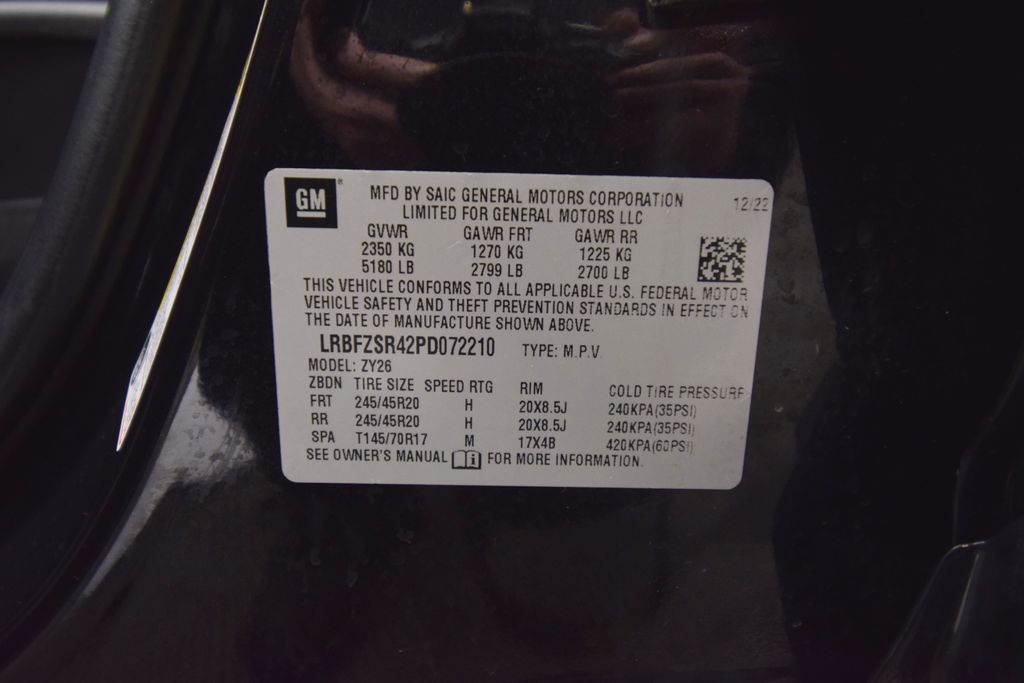 GM
MFD BY SAIC GENERAL MOTORS CORPORATION 12/22
LIMITED FOR GENERAL MOTORS LLC
GVWR GAWR FRT GAWR RR
2350 KG 1270 KG 1225 KG
5180 LB 2799 LB 2700 LB
THIS VEHICLE CONFORMS TO ALL APPLICABLE U.S. FEDERAL MOTOR
VEHICLE SAFETY AND THEFT PREVENTION STANDARDS IN EFFECT ON
THE DATE OF MANUFACTURE SHOWN ABOVE.
LRBFZSR42PD072210 TYPE: M.P.V.
MODEL: ZY26
ZBDN TIRE SIZE SPEED RTG RIM COLD TIRE PRESSURE
FRT 245/45R20 H 20X8.5J 240KPA(35PSI)
RR 245/45R20 H 20X8.5J 240KPA(35PSI)
SPA T145/70R17 M 17X4B 420KPA(60PSI)
SEE OWNER'S MANUAL i FOR MORE INFORMATION.